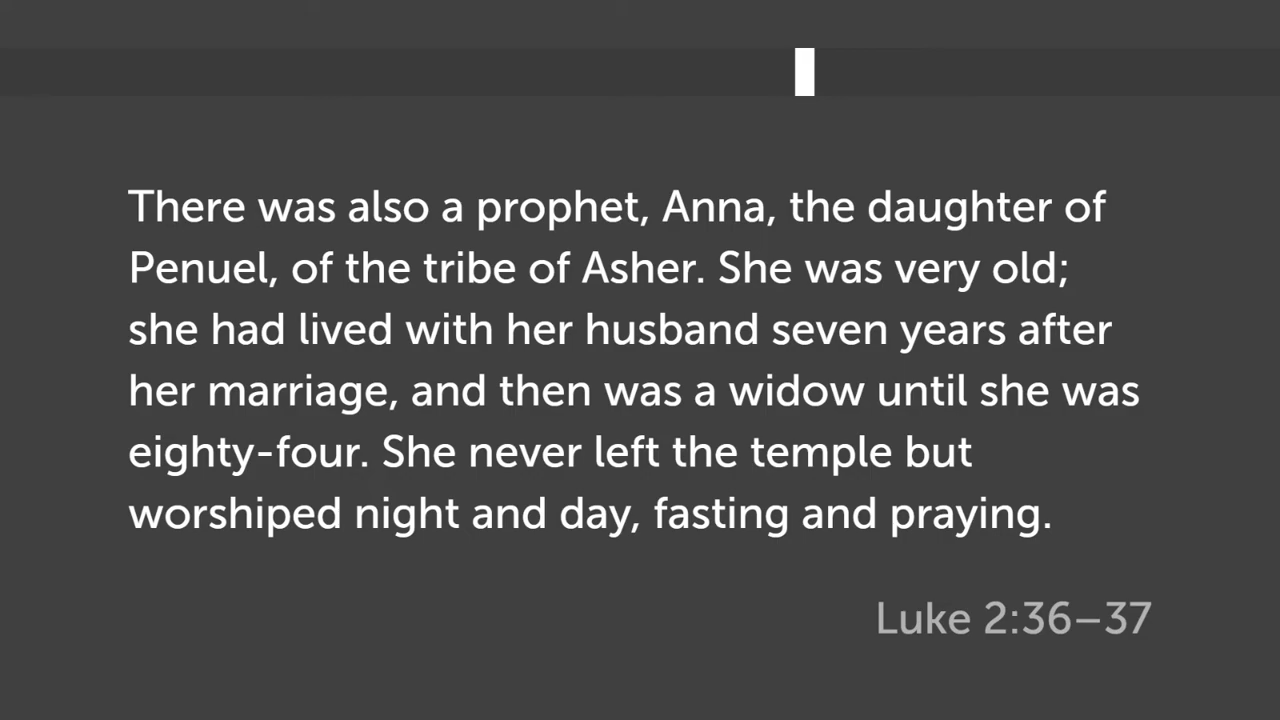 There was also a prophet, Anna, the daughter of
Penuel, of the tribe of Asher. She was very old;
she had lived with her husband seven years after
her marriage, and then was a widow until she was
eighty-four. She never left the temple but
worshiped night and day, fasting and praying.
Luke 2:36–37